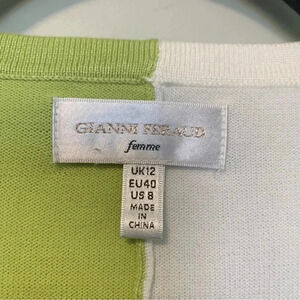 GIANNI FERAUD
femme
UK12
EU40
US 8
MADE
IN
CHINA